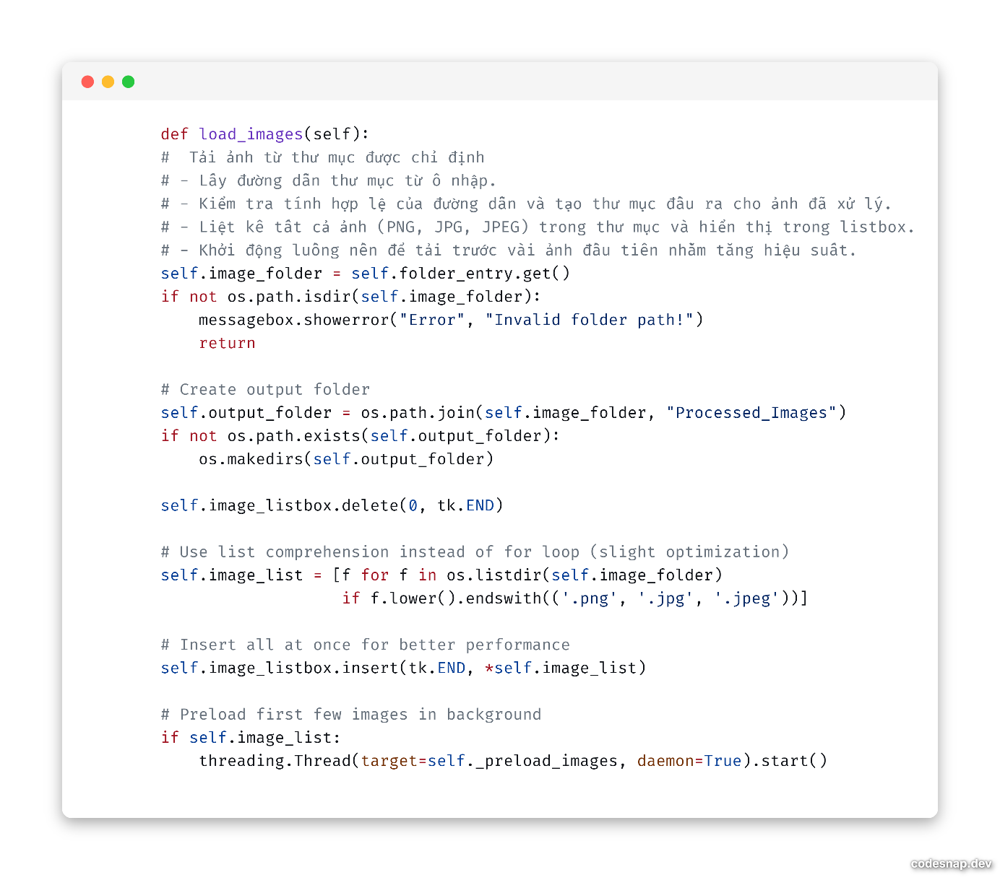 def load_images(self):
#  Tải ảnh từ thư mục được chỉ định
# - Lấy đường dẫn thư mục từ ô nhập.
# - Kiểm tra tính hợp lệ của đường dẫn và tạo thư mục đầu ra cho ảnh đã xử lý.
# - Liệt kê tất cả ảnh (PNG, JPG, JPEG) trong thư mục và hiển thị trong listbox.
# - Khởi động luồng nền để tải trước vài ảnh đầu tiên nhằm tăng hiệu suất.
self.image_folder = self.folder_entry.get()
if not os.path.isdir(self.image_folder):
    messagebox.showerror("Error", "Invalid folder path!")
    return

# Create output folder
self.output_folder = os.path.join(self.image_folder, "Processed_Images")
if not os.path.exists(self.output_folder):
    os.makedirs(self.output_folder)

self.image_listbox.delete(0, tk.END)

# Use list comprehension instead of for loop (slight optimization)
self.image_list = [f for f in os.listdir(self.image_folder)
                   if f.lower().endswith(('.png', '.jpg', '.jpeg'))]

# Insert all at once for better performance
self.image_listbox.insert(tk.END, *self.image_list)

# Preload first few images in background
if self.image_list:
    threading.Thread(target=self._preload_images, daemon=True).start()
codesnap.dev